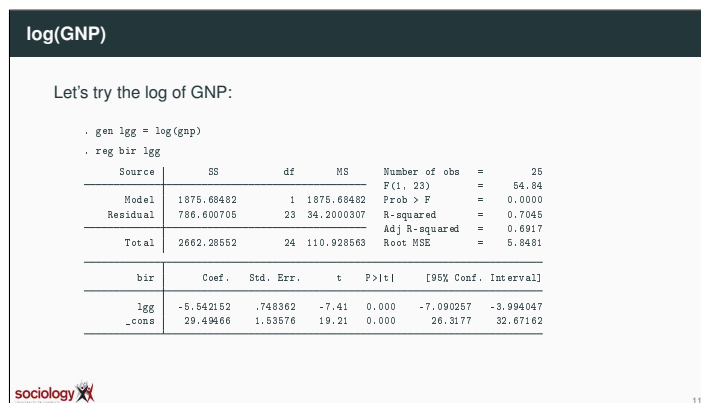 log(GNP)
Let's try the log of GNP:
. gen lgg = log(gnp)
. reg bir lgg
Source | SS df MS Number of obs = 25
F(1, 23) = 54.84
Model | 1875.68482 1 1875.68482 Prob > F = 0.0000
Residual | 786.600705 23 34.2000307 R-squared = 0.7045
Adj R-squared = 0.6917
Total | 2662.28552 24 110.928563 Root MSE = 5.8481
bir | Coef. Std. Err. t P>|t| [95% Conf. Interval]
lgg | -5.542152 .748362 -7.41 0.000 -7.090257 -3.994047
_cons | 29.49466 1.53576 19.21 0.000 26.3177 32.67162
sociology
11